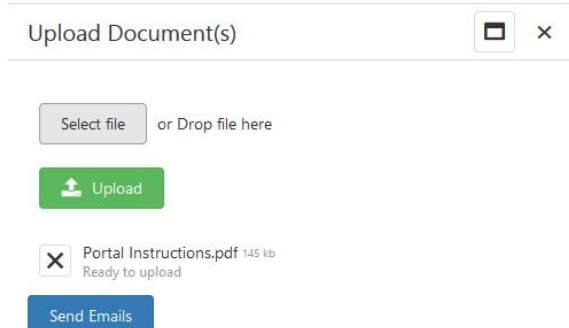 Upload Document(s)
Select file or Drop file here
Upload
Portal Instructions.pdf 145 kb
Ready to upload
Send Emails